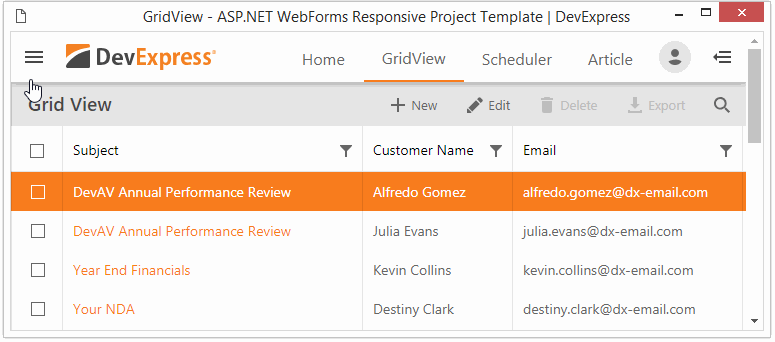 GridView - ASP.NET WebForms Responsive Project Template | DevExpress
DevExpress® Home GridView Scheduler Article
Grid View New Edit Delete Export
Subject Customer Name Email
DevAV Annual Performance Review Alfredo Gomez alfredo.gomez@dx-email.com
DevAV Annual Performance Review Julia Evans julia.evans@dx-email.com
Year End Financials Kevin Collins kevin.collins@dx-email.com
Your NDA Destiny Clark destiny.clark@dx-email.com